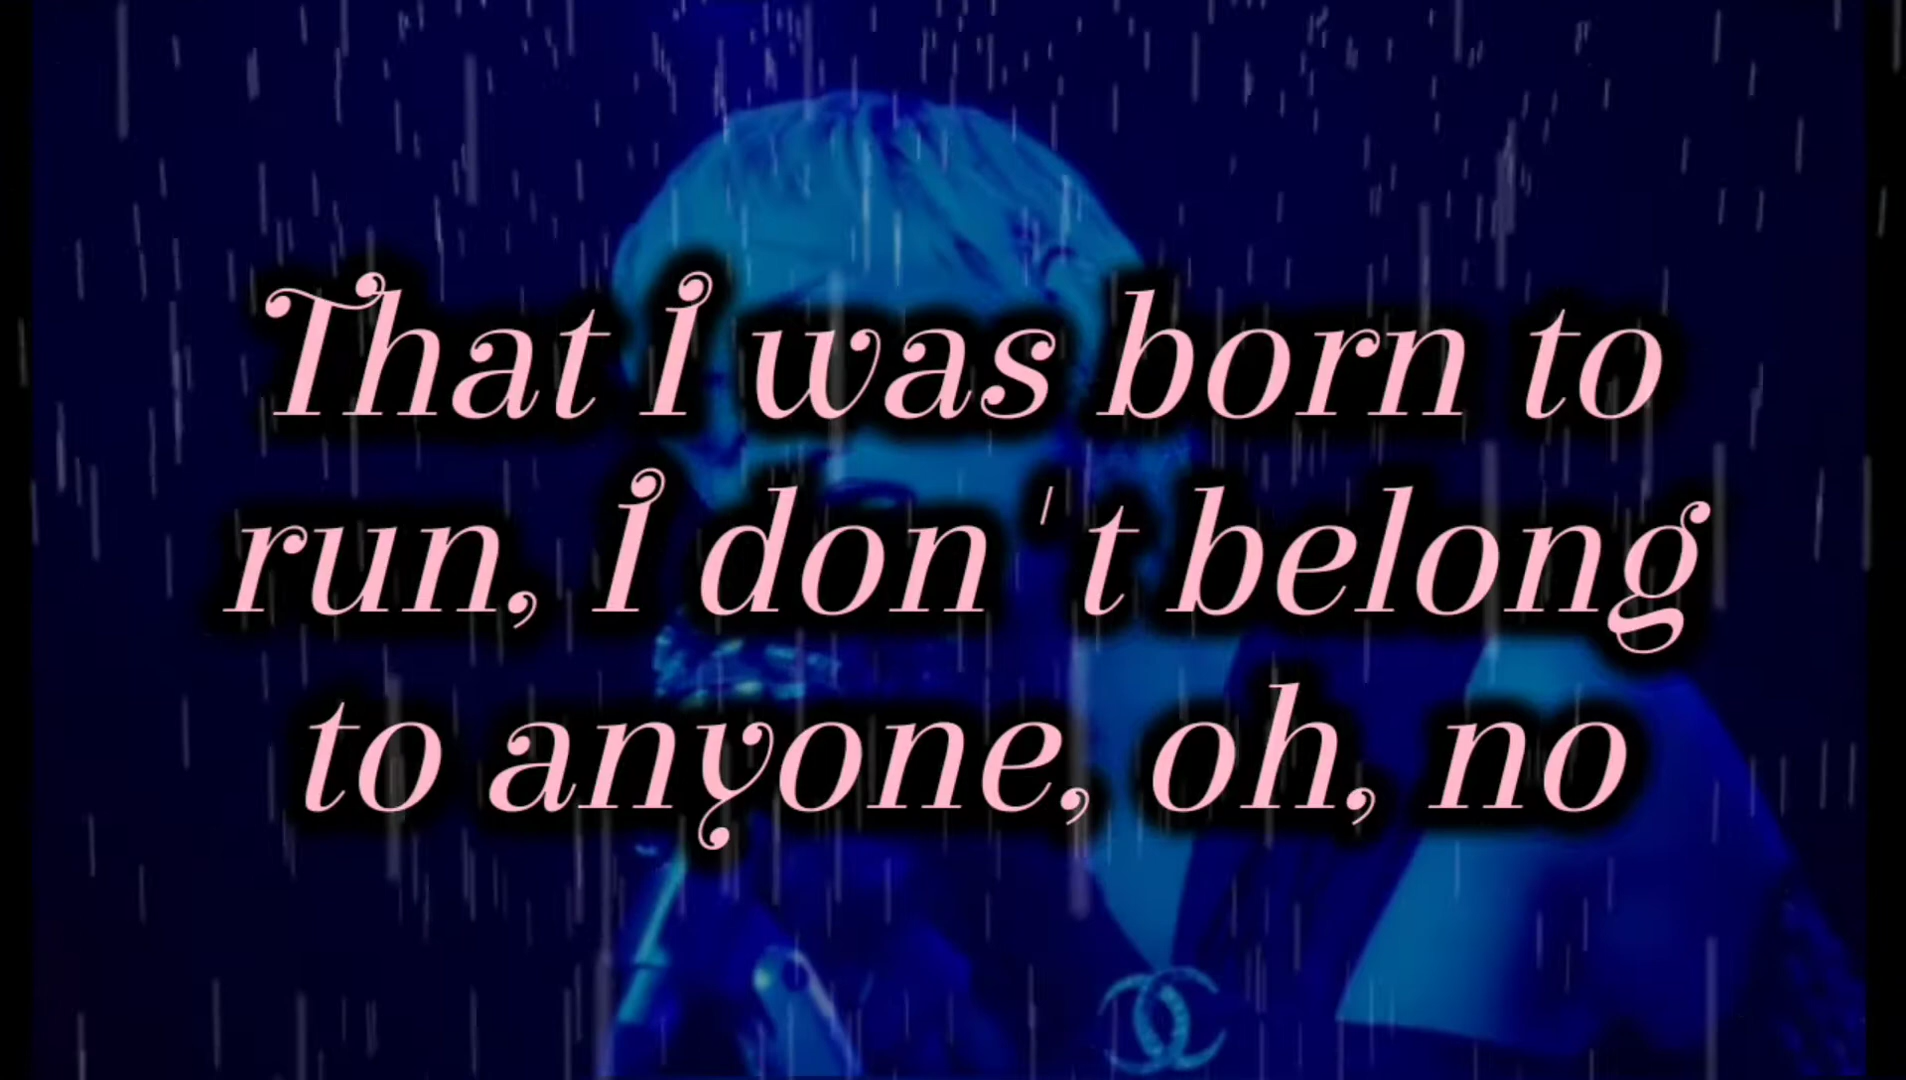 That I was born to
run, I don't belong
to anyone, oh, no